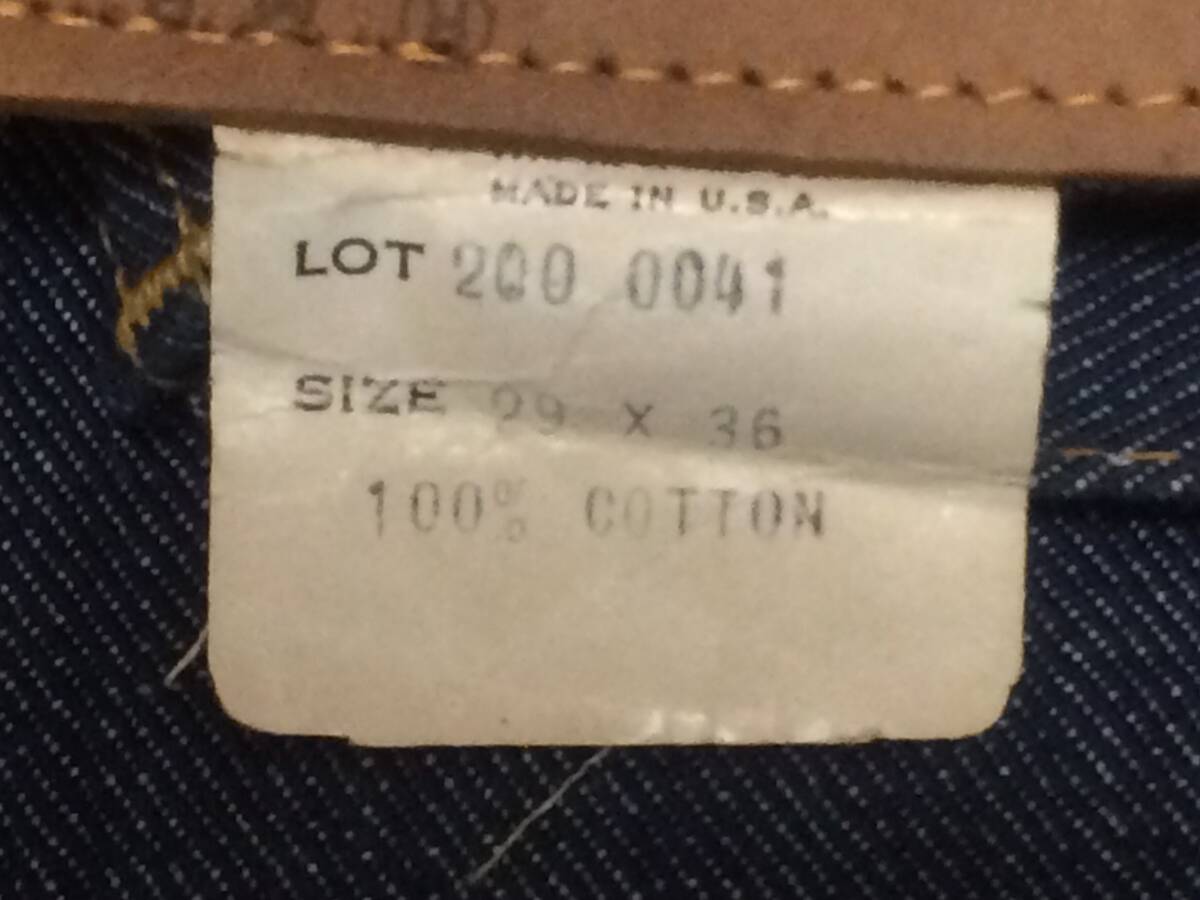 MADE IN U.S.A.
LOT 200 0041
SIZE 29 X 36
100% COTTON